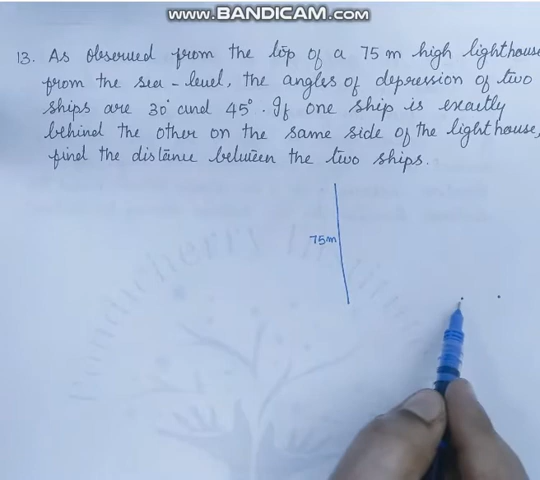 www.BANDICAM.com
13. As observed from the top of a 75 m high lighthouse
from the sea-level, the angles of depression of two
ships are 30° and 45°. If one ship is exactly
behind the other on the same side of the lighthouse,
find the distance between the two ships.
75m
Pondicherry